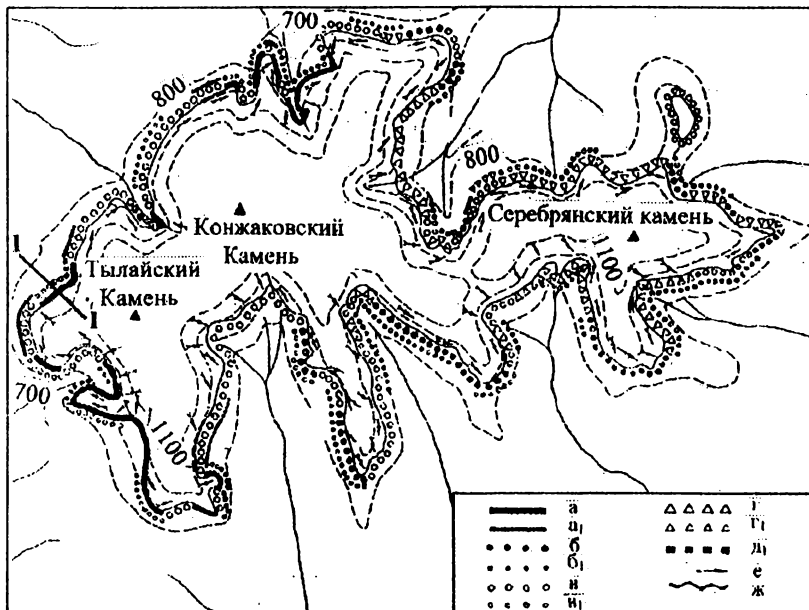 700
800
800
Конжаковский
Камень
Серебрянский камень
1100
I
Тылайский
Камень
I
700
1100
а
а₁
б
б₁
в
в₁
г
г₁
д₁
е
ж